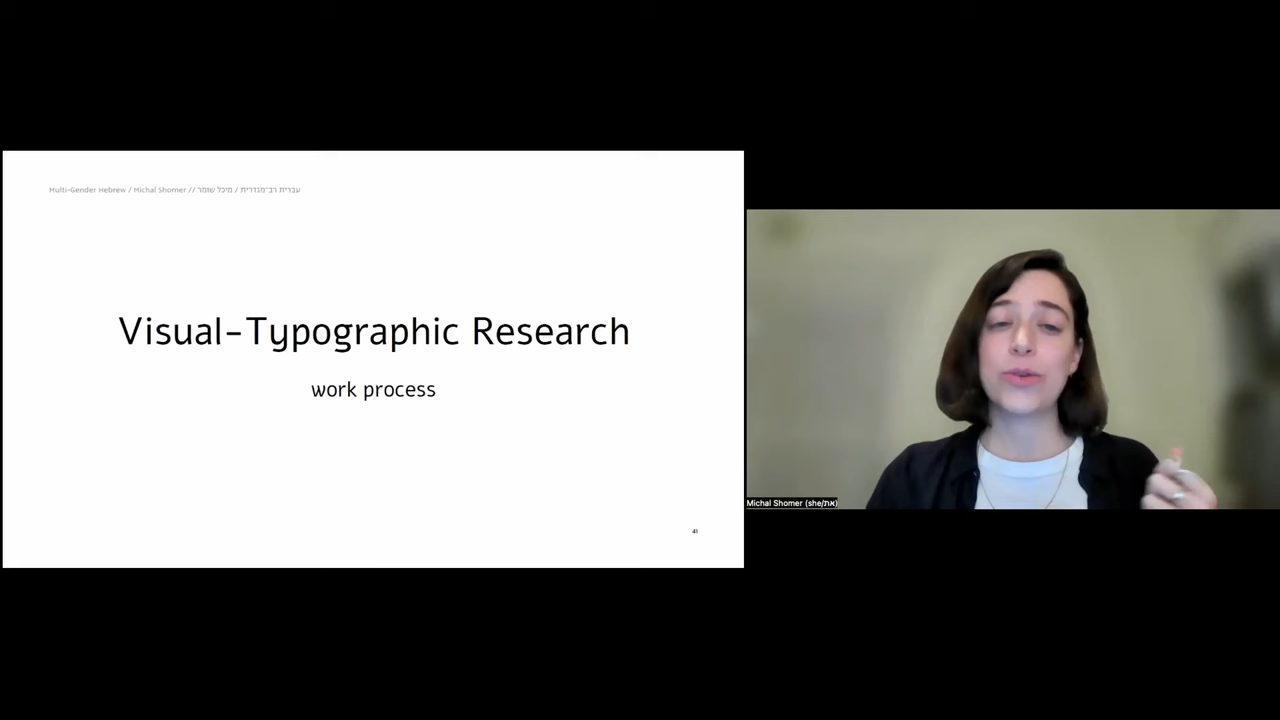 Multi-Gender Hebrew / Michal Shomer // עברית רב־מגדרית / מיכל שומר
Visual-Typographic Research
work process
41
Michal Shomer (she/את)